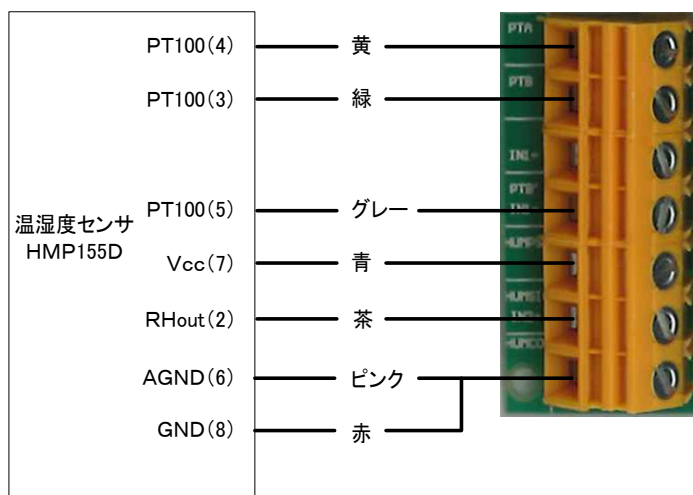 PT100(4)
黄
PTA
PT100(3)
緑
PTB
IN1+
温湿度センサ
HMP155D
PT100(5)
グレー
PTB'
Vcc(7)
青
RHout(2)
茶
AGND(6)
ピンク
GND(8)
赤